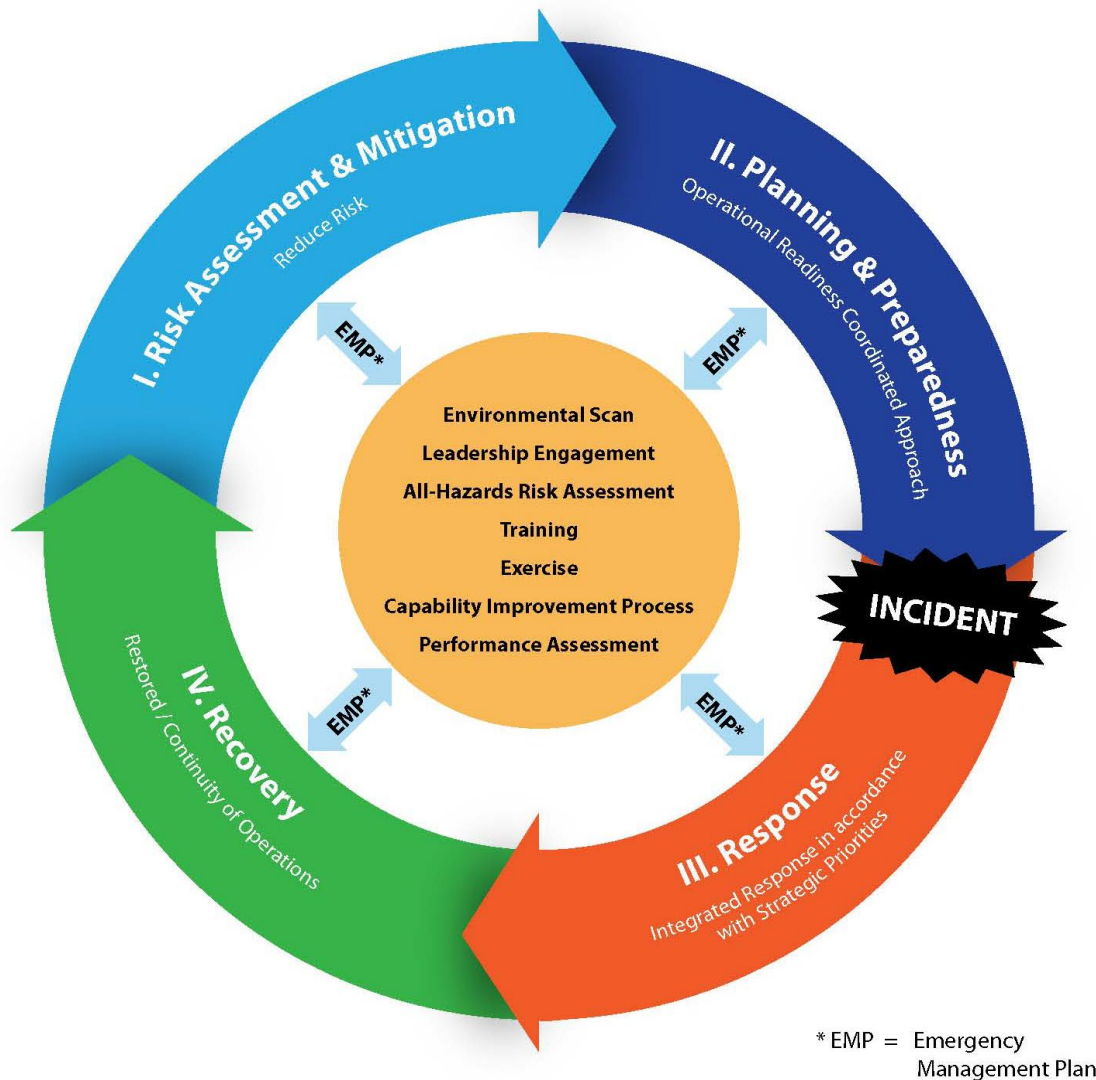 I. Risk Assessment & Mitigation
Reduce Risk
II. Planning & Preparedness
Operational Readiness Coordinated Approach
EMP*
EMP*
Environmental Scan
Leadership Engagement
All-Hazards Risk Assessment
Training
Exercise
Capability Improvement Process
Performance Assessment
INCIDENT
EMP*
EMP*
III. Response
Integrated Response in accordance
with Strategic Priorities
IV. Recovery
Restored / Continuity of Operations
* EMP = Emergency
Management Plan